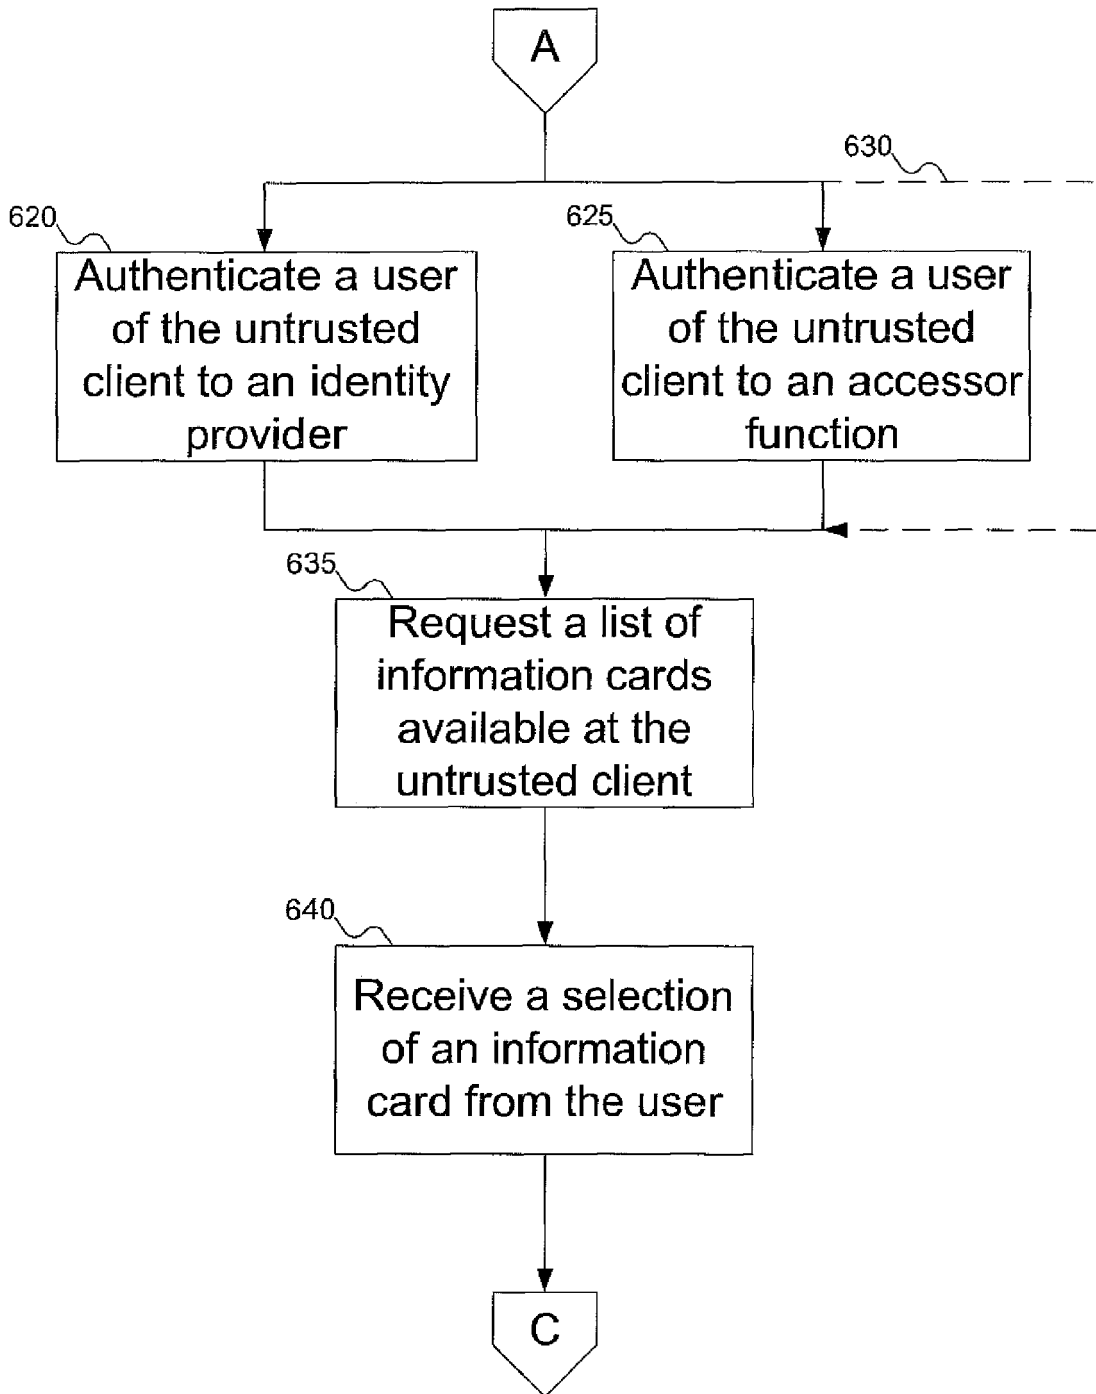 A
630
620
625
Authenticate a user
of the untrusted
client to an identity
provider
Authenticate a user
of the untrusted
client to an accessor
function
635
Request a list of
information cards
available at the
untrusted client
640
Receive a selection
of an information
card from the user
C